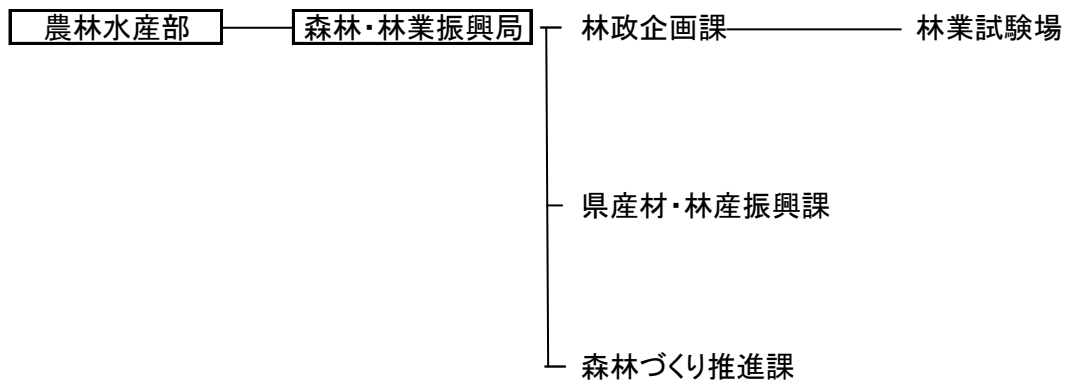 農林水産部 森林・林業振興局 林政企画課 林業試験場
県産材・林産振興課
森林づくり推進課